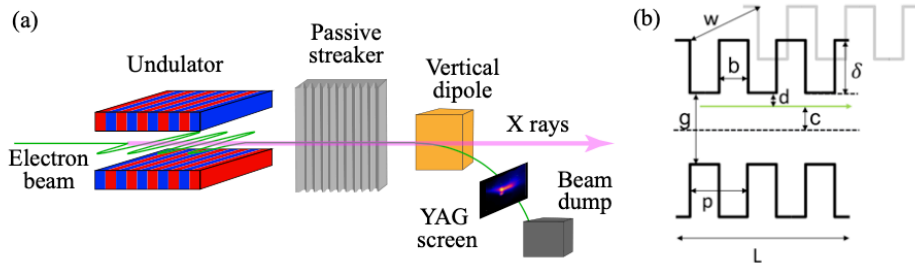 (a)
Undulator
Passive
streaker
Vertical
dipole
X rays
Electron
beam
YAG
screen
Beam
dump
(b)
w
b
δ
d
g
c
p
L